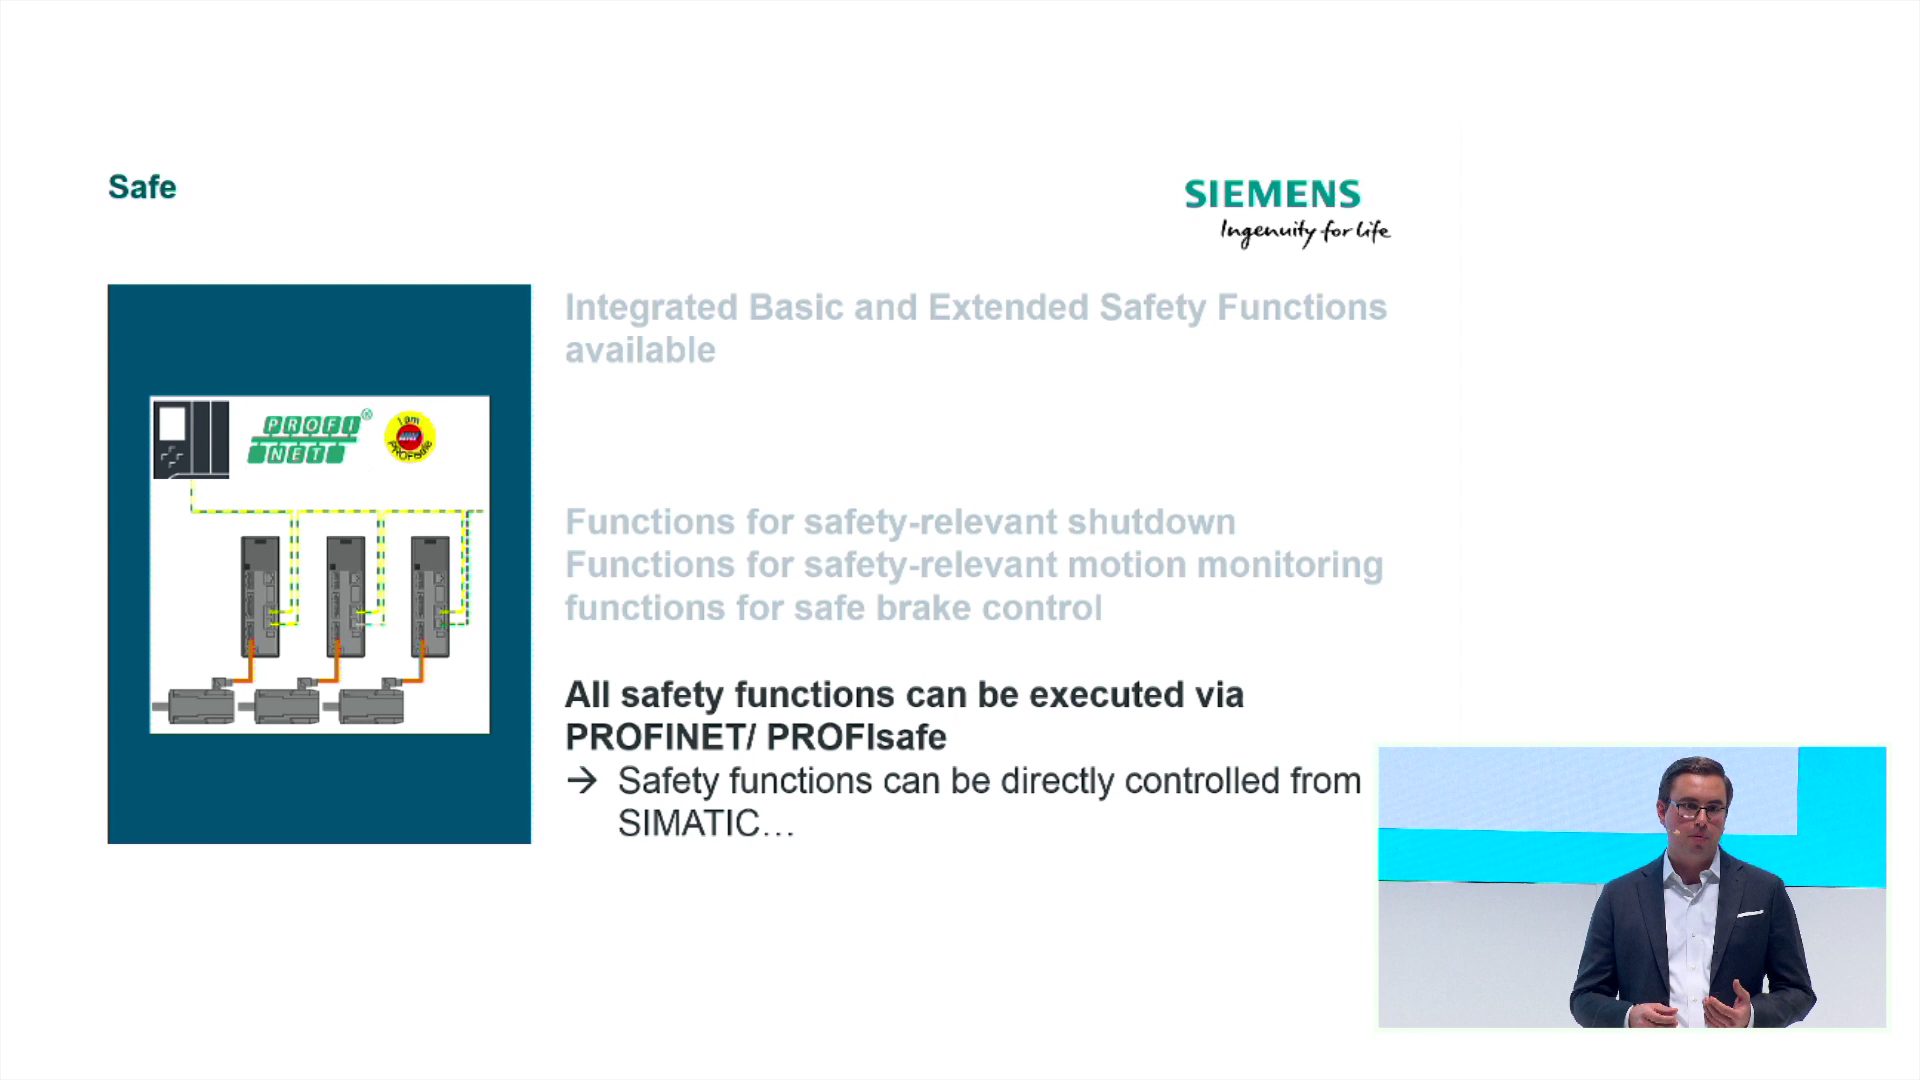 Safe
SIEMENS
Ingenuity for life
Integrated Basic and Extended Safety Functions
available
PROFI®
NET
I am
PROFIsafe
Functions for safety-relevant shutdown
Functions for safety-relevant motion monitoring
functions for safe brake control
All safety functions can be executed via
PROFINET/ PROFIsafe
→ Safety functions can be directly controlled from
SIMATIC…